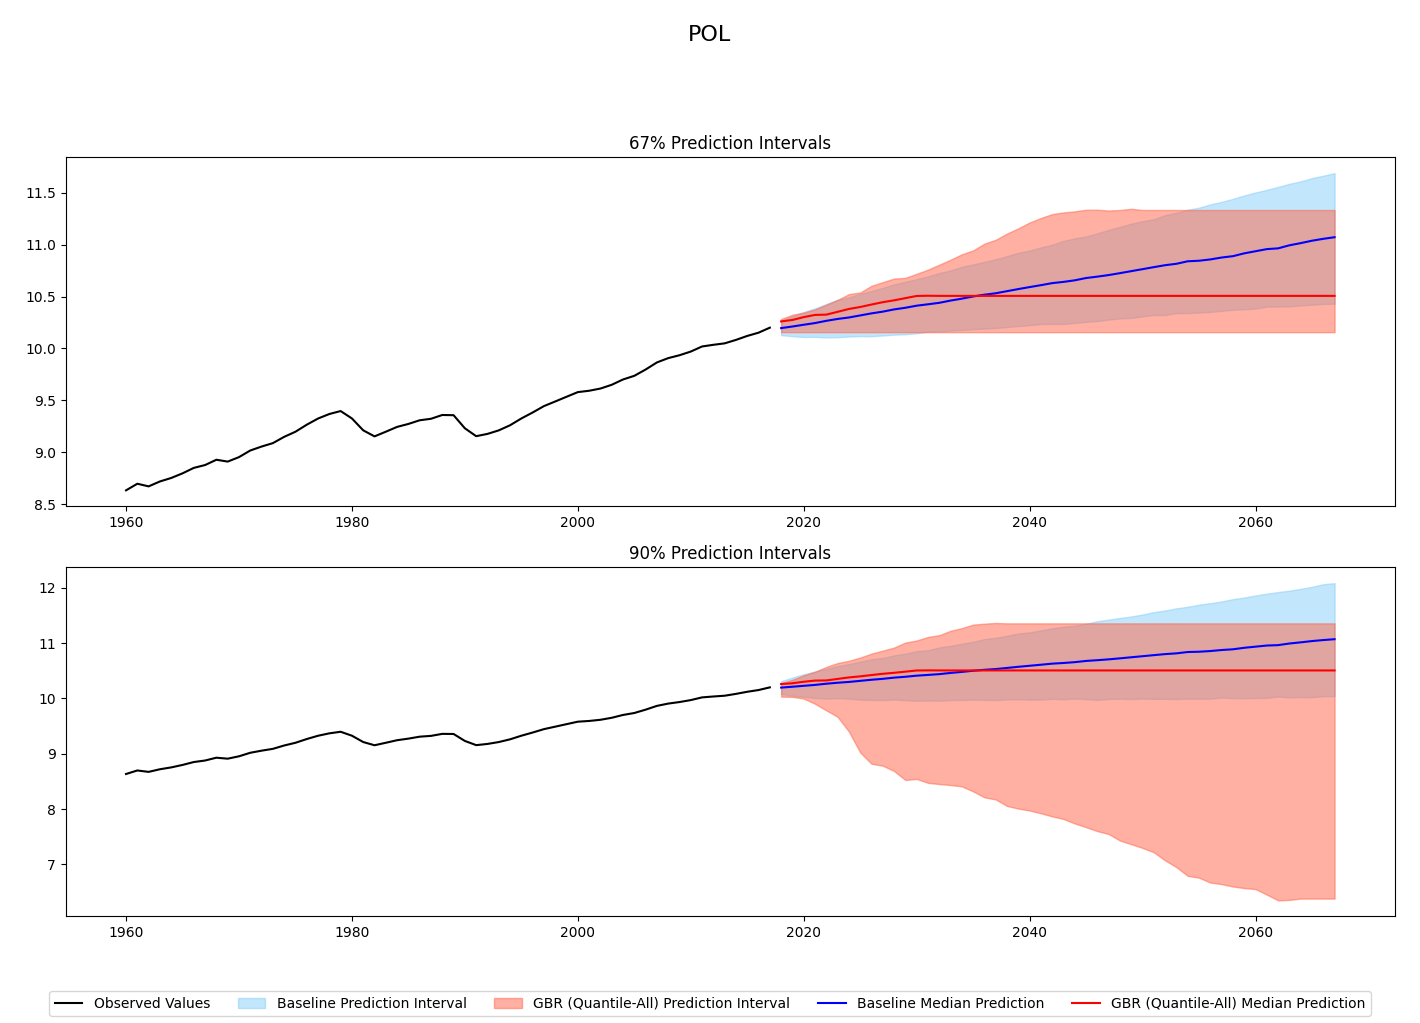 POL
67% Prediction Intervals
11.5
11.0
10.5
10.0
9.5
9.0
8.5
1960 1980 2000 2020 2040 2060
90% Prediction Intervals
12
11
10
9
8
7
1960 1980 2000 2020 2040 2060
Observed Values Baseline Prediction Interval GBR (Quantile-All) Prediction Interval Baseline Median Prediction GBR (Quantile-All) Median Prediction